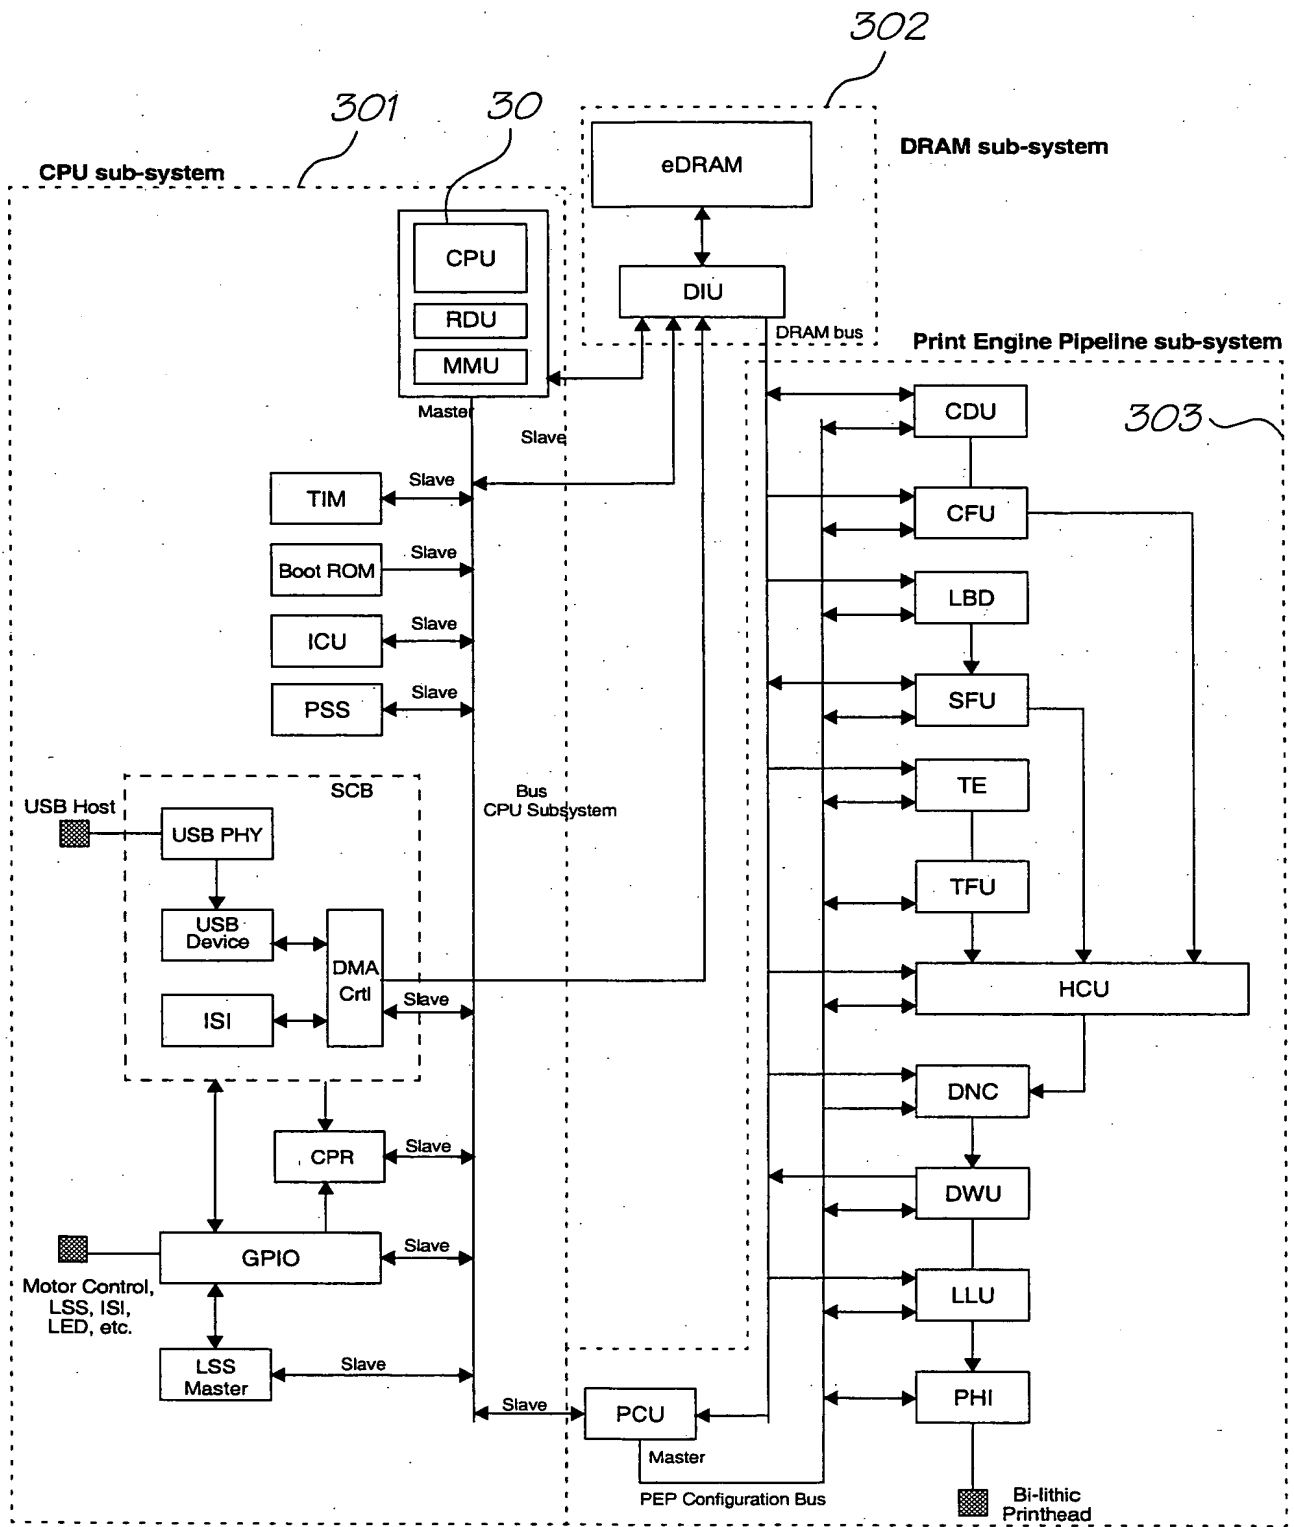 302
301
30
DRAM sub-system
CPU sub-system
eDRAM
CPU
DIU
RDU
DRAM bus
Print Engine Pipeline sub-system
MMU
Master
CDU
303
Slave
TIM
Slave
CFU
Boot ROM
Slave
LBD
ICU
Slave
PSS
Slave
SFU
SCB
Bus
CPU Subsystem
TE
USB Host
USB PHY
TFU
USB
Device
DMA
Crtl
HCU
Slave
ISI
DNC
CPR
Slave
DWU
GPIO
Slave
Motor Control,
LSS, ISI,
LED, etc.
LLU
LSS
Master
Slave
PHI
Slave
PCU
Master
PEP Configuration Bus
Bi-lithic
Printhead